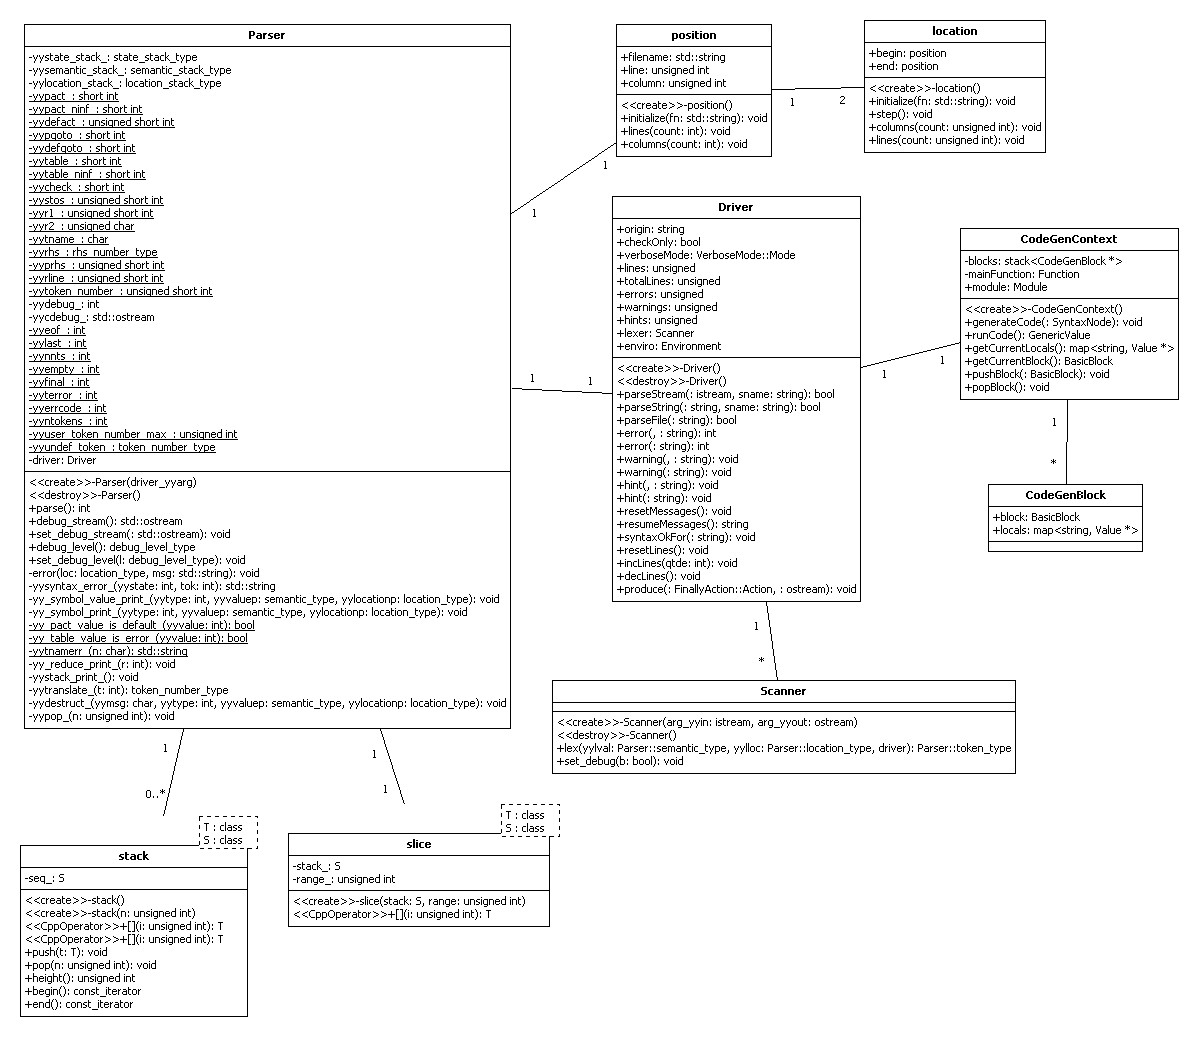 Parser
-yystate_stack_: state_stack_type
-yysemantic_stack_: semantic_stack_type
-yylocation_stack_: location_stack_type
-yypact_: short int
-yypact_ninf_: short int
-yydefact_: unsigned short int
-yypgoto_: short int
-yydefgoto_: short int
-yytable_: short int
-yytable_ninf_: short int
-yycheck_: short int
-yystos_: unsigned short int
-yyr1_: unsigned short int
-yyr2_: unsigned char
-yytname_: char
-yyrhs_: rhs_number_type
-yyprhs_: unsigned short int
-yyrline_: unsigned short int
-yytoken_number_: unsigned short int
-yydebug_: int
-yycdebug_: std::ostream
-yyeof_: int
-yylast_: int
-yynnts_: int
-yyempty_: int
-yyfinal_: int
-yyterror_: int
-yyerrcode_: int
-yyntokens_: int
-yyuser_token_number_max_: unsigned int
-yyundef_token_: token_number_type
-driver: Driver
<<create>>-Parser(driver_yyarg)
<<destroy>>-Parser()
+parse(): int
+debug_stream(): std::ostream
+set_debug_stream(: std::ostream): void
+debug_level(): debug_level_type
+set_debug_level(l: debug_level_type): void
-error(loc: location_type, msg: std::string): void
-yysyntax_error_(yystate: int, tok: int): std::string
-yy_symbol_value_print_(yytype: int, yyvaluep: semantic_type, yylocationp: location_type): void
-yy_symbol_print_(yytype: int, yyvaluep: semantic_type, yylocationp: location_type): void
-yy_pact_value_is_default_(yyvalue: int): bool
-yy_table_value_is_error_(yyvalue: int): bool
-yytnamerr_(n: char): std::string
-yy_reduce_print_(r: int): void
-yystack_print_(): void
-yytranslate_(t: int): token_number_type
-yydestruct_(yymsg: char, yytype: int, yyvaluep: semantic_type, yylocationp: location_type): void
-yypop_(n: unsigned int): void
position
+filename: std::string
+line: unsigned int
+column: unsigned int
<<create>>-position()
+initialize(fn: std::string): void
+lines(count: int): void
+columns(count: int): void
1
2
location
+begin: position
+end: position
<<create>>-location()
+initialize(fn: std::string): void
+step(): void
+columns(count: unsigned int): void
+lines(count: unsigned int): void
1
1
Driver
+origin: string
+checkOnly: bool
+verboseMode: VerboseMode::Mode
+lines: unsigned
+totalLines: unsigned
+errors: unsigned
+warnings: unsigned
+hints: unsigned
+lexer: Scanner
+enviro: Environment
<<create>>-Driver()
<<destroy>>-Driver()
+parseStream(: istream, sname: string): bool
+parseString(: string, sname: string): bool
+parseFile(: string): bool
+error(, : string): int
+error(: string): int
+warning(, : string): void
+warning(: string): void
+hint(, : string): void
+hint(: string): void
+resetMessages(): void
+resumeMessages(): string
+syntaxOkFor(: string): void
+resetLines(): void
+incLines(qtde: int): void
+decLines(): void
+produce(: FinallyAction::Action, : ostream): void
1
1
1
1
CodeGenContext
-blocks: stack<CodeGenBlock *>
-mainFunction: Function
+module: Module
<<create>>-CodeGenContext()
+generateCode(: SyntaxNode): void
+runCode(): GenericValue
+getCurrentLocals(): map<string, Value *>
+getCurrentBlock(): BasicBlock
+pushBlock(: BasicBlock): void
+popBlock(): void
1
*
CodeGenBlock
+block: BasicBlock
+locals: map<string, Value *>
1
*
Scanner
<<create>>-Scanner(arg_yyin: istream, arg_yyout: ostream)
<<destroy>>-Scanner()
+lex(yylval: Parser::semantic_type, yylloc: Parser::location_type, driver): Parser::token_type
+set_debug(b: bool): void
1
0..*
1
1
T : class
S : class
stack
-seq_: S
<<create>>-stack()
<<create>>-stack(n: unsigned int)
<<CppOperator>>+[](i: unsigned int): T
<<CppOperator>>+[](i: unsigned int): T
+push(t: T): void
+pop(n: unsigned int): void
+height(): unsigned int
+begin(): const_iterator
+end(): const_iterator
T : class
S : class
slice
-stack_: S
-range_: unsigned int
<<create>>-slice(stack: S, range: unsigned int)
<<CppOperator>>+[](i: unsigned int): T